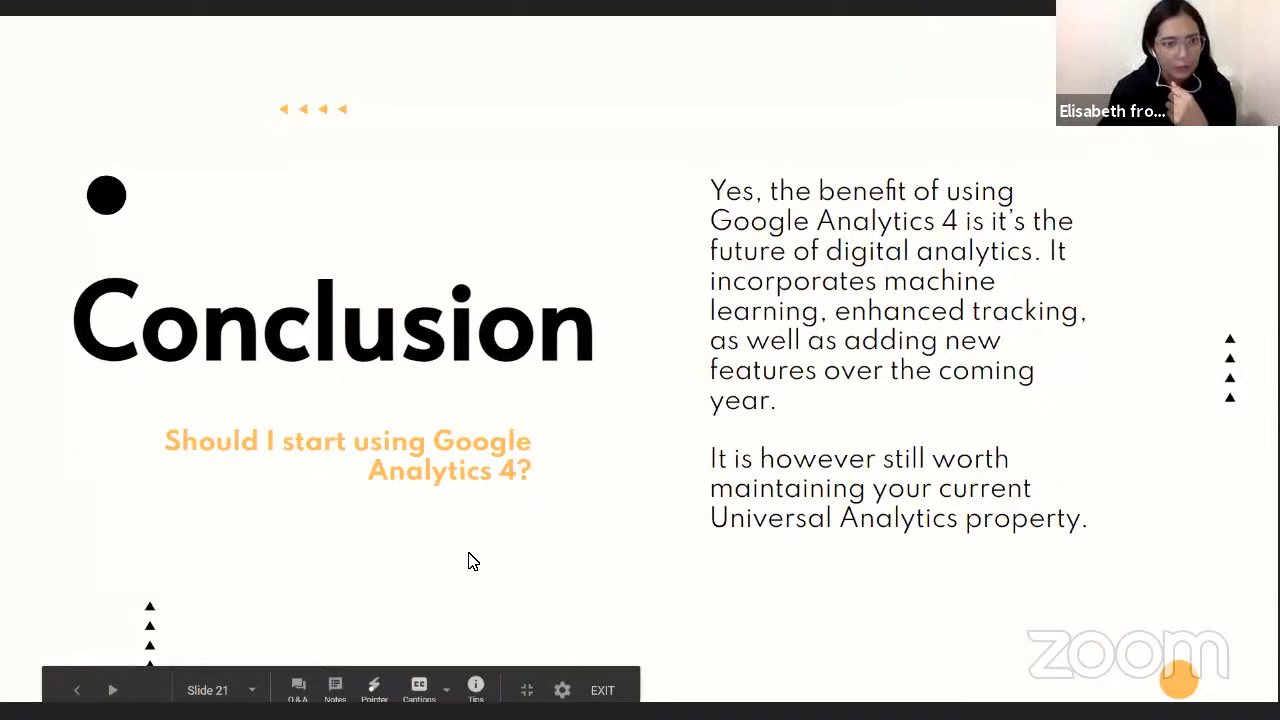 Elisabeth fro...
Conclusion
Should I start using Google
Analytics 4?
Yes, the benefit of using
Google Analytics 4 is it's the
future of digital analytics. It
incorporates machine
learning, enhanced tracking,
as well as adding new
features over the coming
year.
It is however still worth
maintaining your current
Universal Analytics property.
zoom
Slide 21
Q & A
Notes
Pointer
Captions
Tips
EXIT